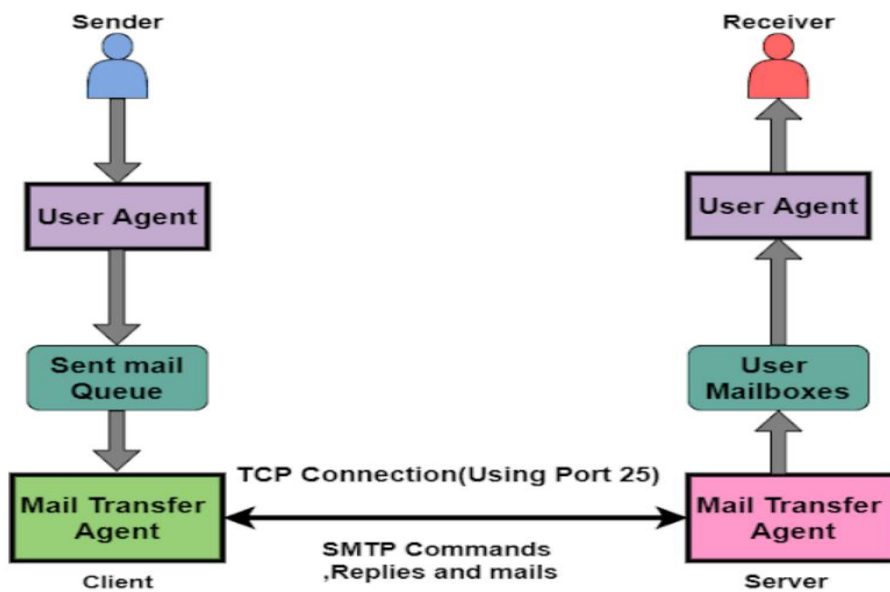 Sender
Receiver
User Agent
User Agent
Sent mail
Queue
User
Mailboxes
TCP Connection(Using Port 25)
Mail Transfer
Agent
Mail Transfer
Agent
SMTP Commands
,Replies and mails
Client
Server